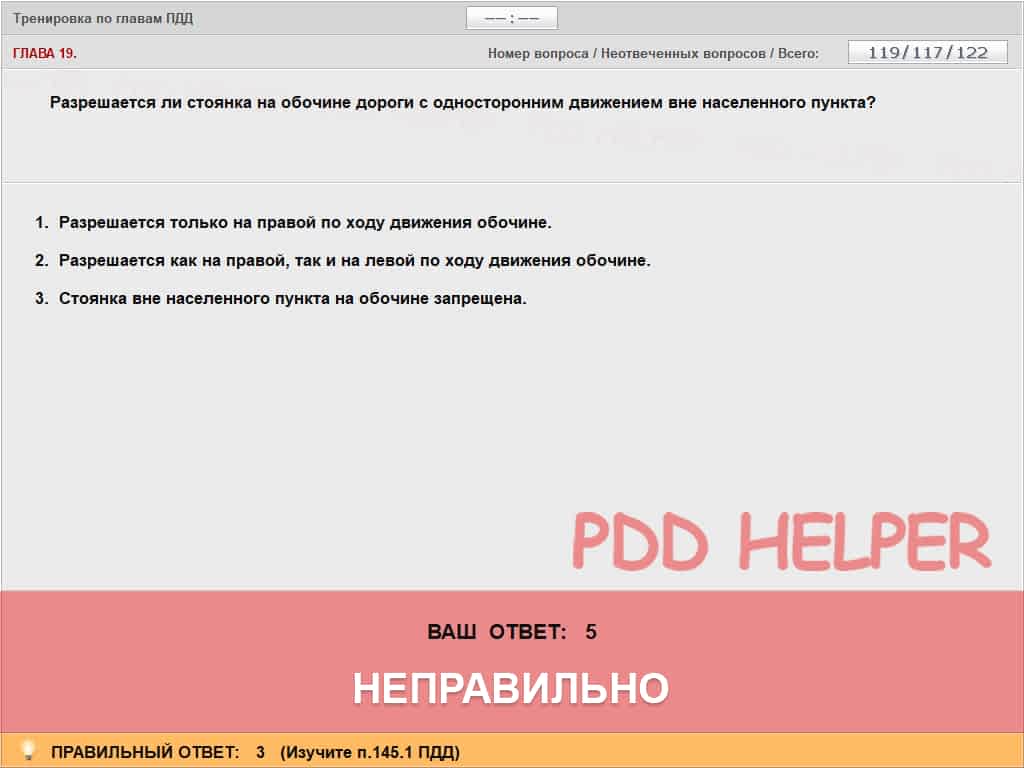 Тренировка по главам ПДД
–– : ––
ГЛАВА 19.
Номер вопроса / Неотвеченных вопросов / Всего: 119/117/122
Разрешается ли стоянка на обочине дороги с односторонним движением вне населенного пункта?
1. Разрешается только на правой по ходу движения обочине.
2. Разрешается как на правой, так и на левой по ходу движения обочине.
3. Стоянка вне населенного пункта на обочине запрещена.
PDD HELPER
ВАШ ОТВЕТ: 5
НЕПРАВИЛЬНО
ПРАВИЛЬНЫЙ ОТВЕТ: 3 (Изучите п.145.1 ПДД)